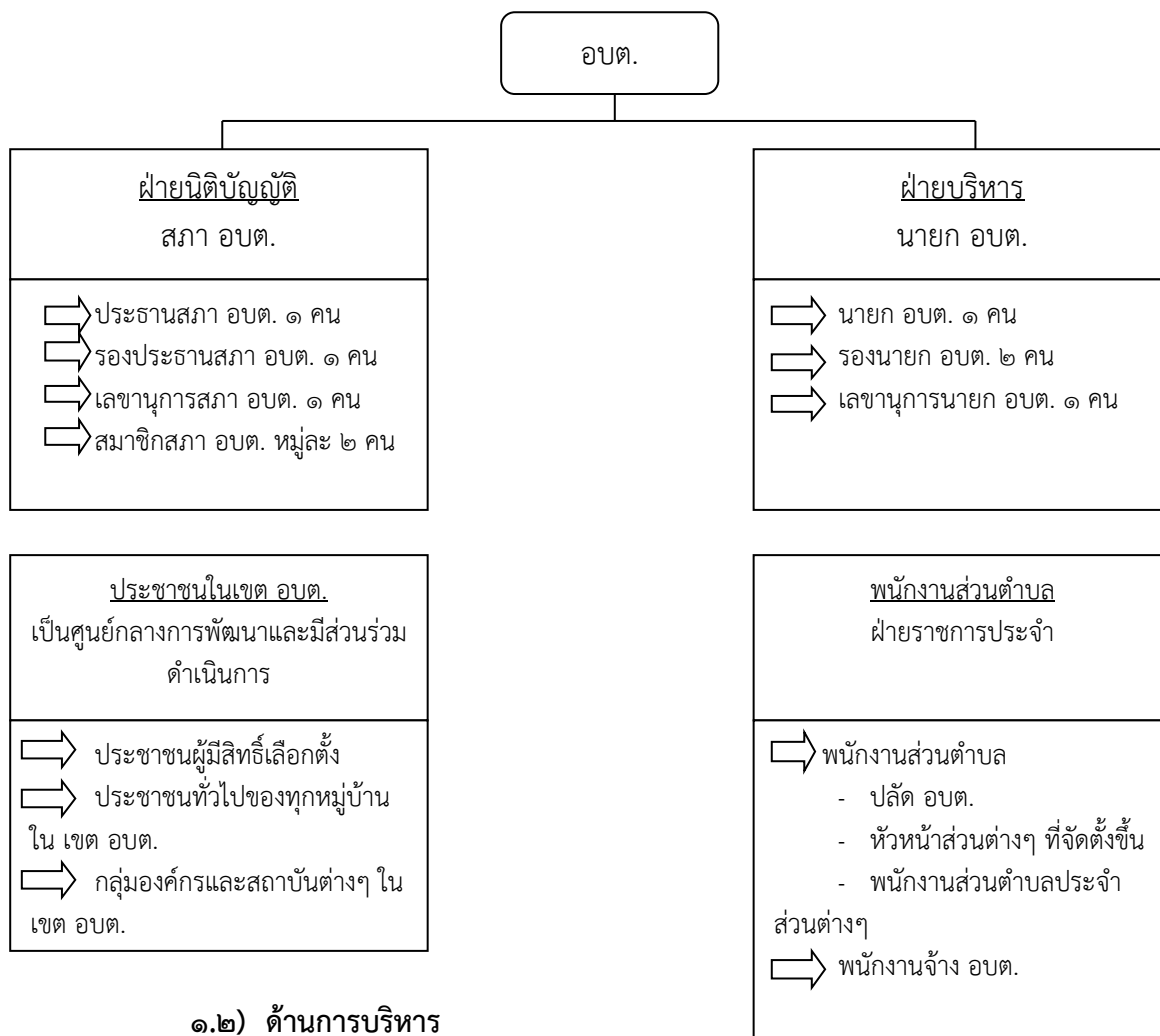 อบต.
ฝ่ายนิติบัญญัติ
สภา อบต.
ประธานสภา อบต. ๑ คน
รองประธานสภา อบต. ๑ คน
เลขานุการสภา อบต. ๑ คน
สมาชิกสภา อบต. หมู่ละ ๒ คน
ฝ่ายบริหาร
นายก อบต.
นายก อบต. ๑ คน
รองนายก อบต. ๒ คน
เลขานุการนายก อบต. ๑ คน
ประชาชนในเขต อบต.
เป็นศูนย์กลางการพัฒนาและมีส่วนร่วม
ดำเนินการ
ประชาชนผู้มีสิทธิ์เลือกตั้ง
ประชาชนทั่วไปของทุกหมู่บ้าน
ใน เขต อบต.
กลุ่มองค์กรและสถาบันต่างๆ ใน
เขต อบต.
พนักงานส่วนตำบล
ฝ่ายราชการประจำ
พนักงานส่วนตำบล
- ปลัด อบต.
- หัวหน้าส่วนต่างๆ ที่จัดตั้งขึ้น
- พนักงานส่วนตำบลประจำ
ส่วนต่างๆ
พนักงานจ้าง อบต.
๑.๒) ด้านการบริหาร